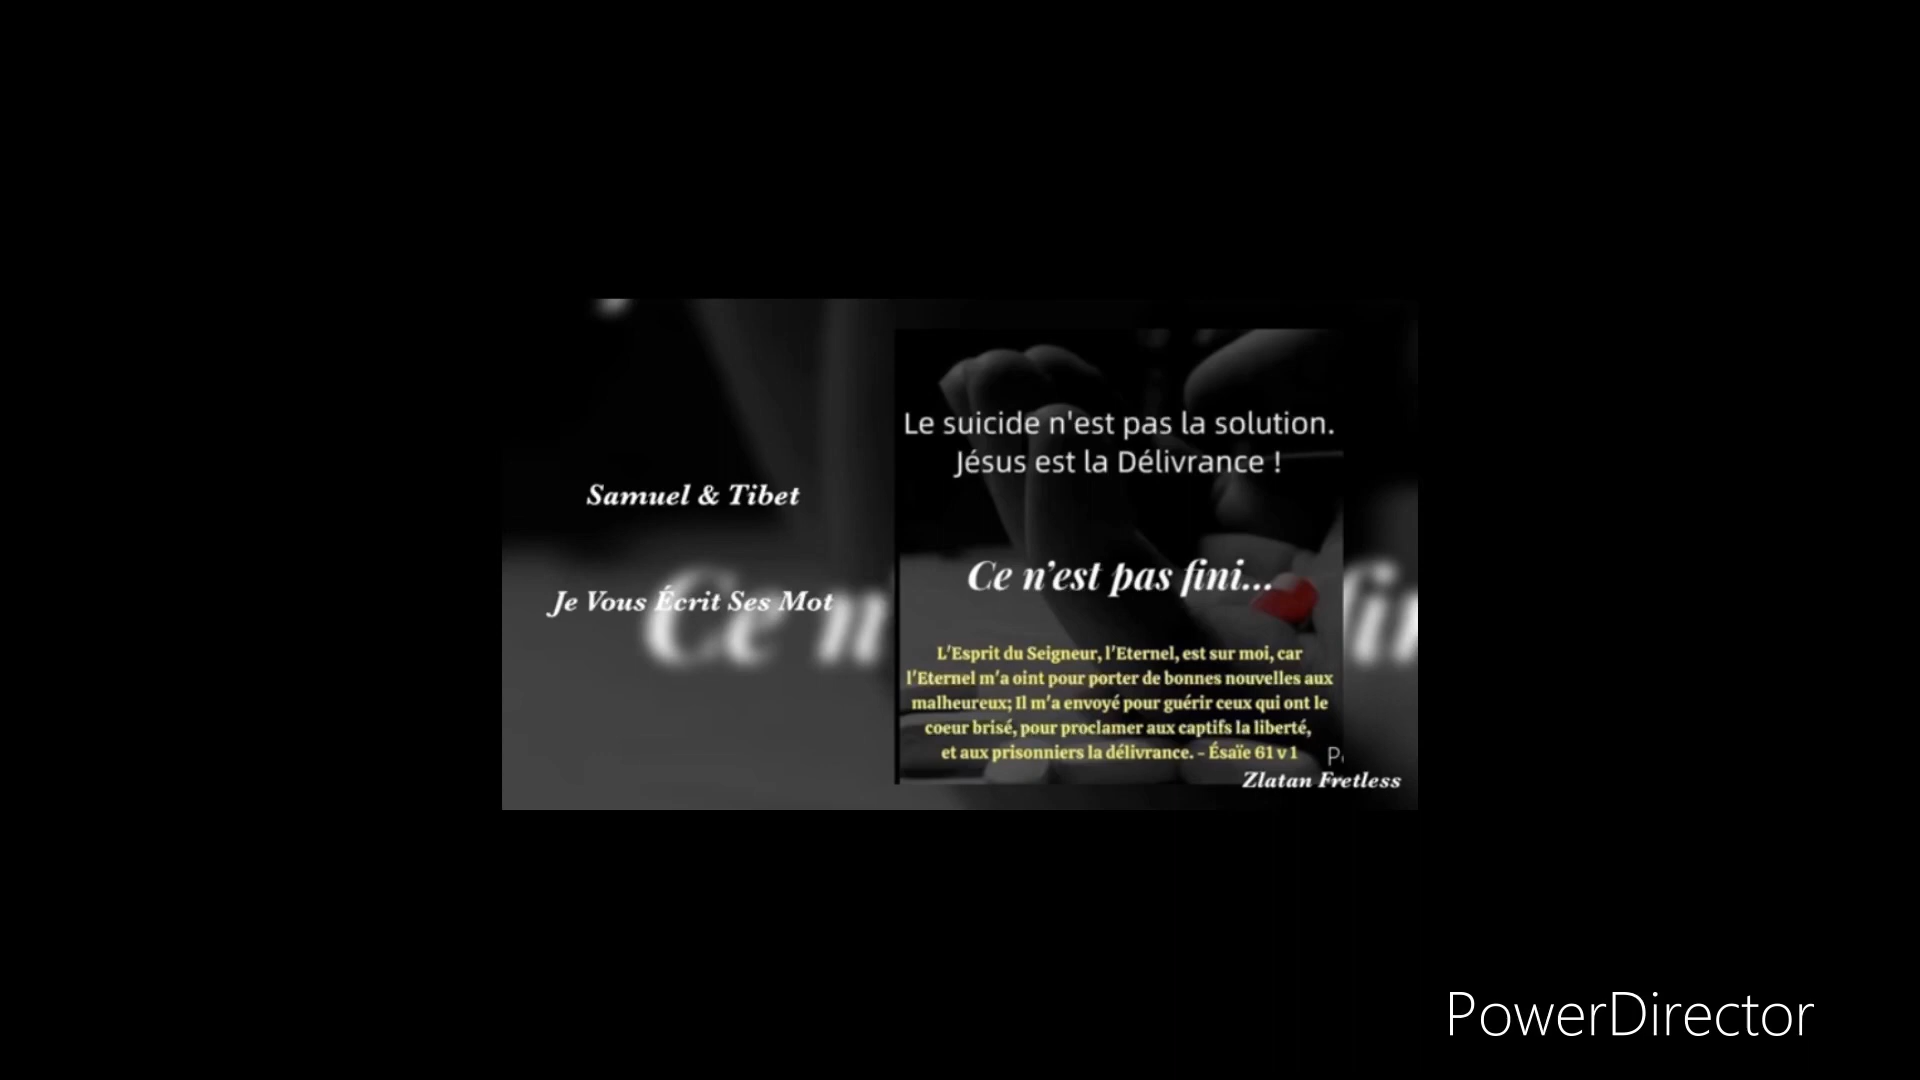 Samuel & Tibet
Je Vous Écrit Ses Mot
Le suicide n'est pas la solution.
Jésus est la Délivrance !
Ce n'est pas fini...
L'Esprit du Seigneur, l'Eternel, est sur moi, car
l'Eternel m'a oint pour porter de bonnes nouvelles aux
malheureux; Il m'a envoyé pour guérir ceux qui ont le
coeur brisé, pour proclamer aux captifs la liberté,
et aux prisonniers la délivrance. - Ésaïe 61 v 1
Zlatan Fretless
PowerDirector